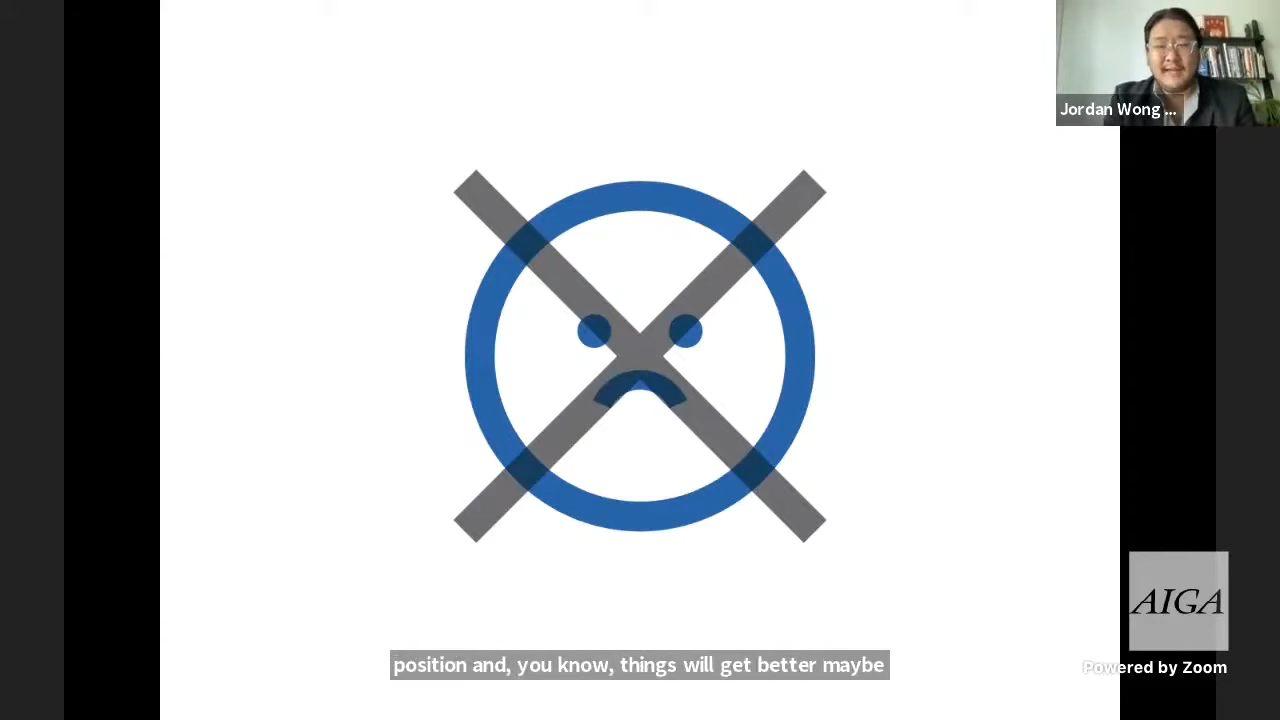 Jordan Wong ...
AIGA
position and, you know, things will get better maybe
Powered by Zoom